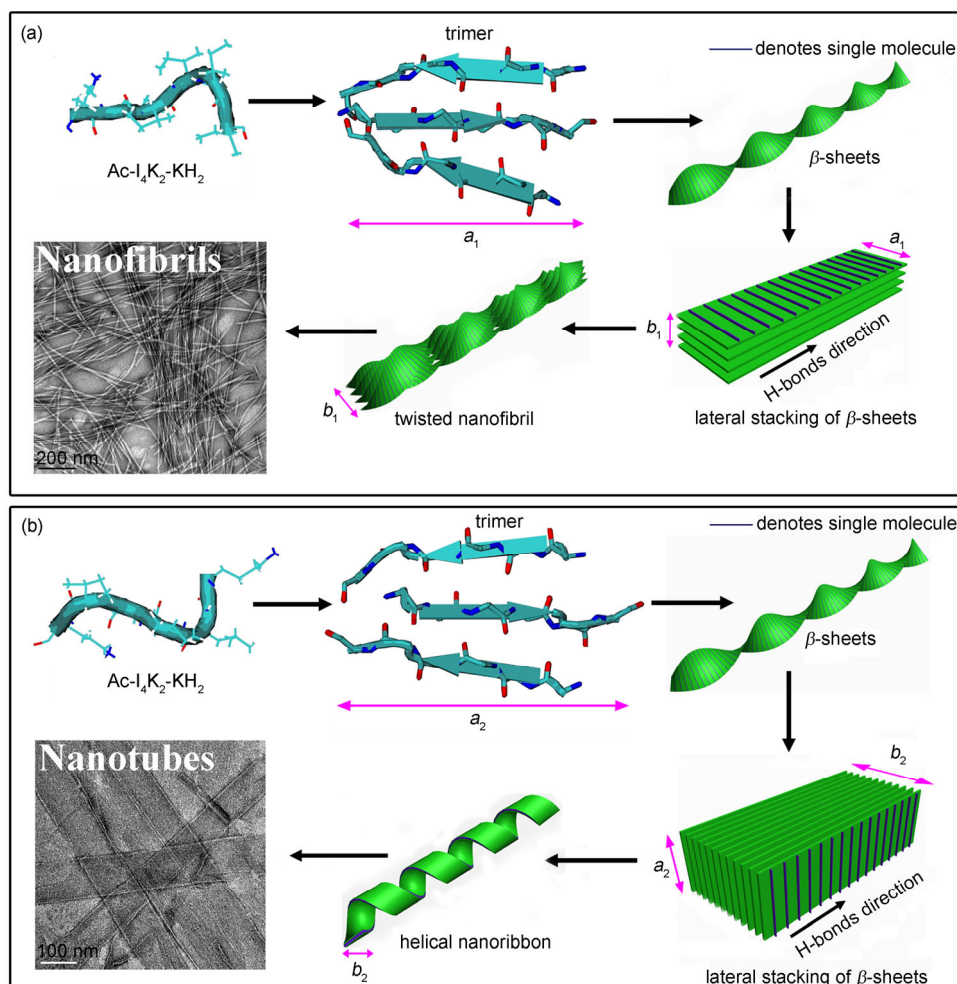 (a)
trimer
denotes single molecule
Ac-I₄K₂-KH₂
β-sheets
a₁
a₁
Nanofibrils
b₁
H-bonds direction
b₁
twisted nanofibril
lateral stacking of β-sheets
200 nm
(b)
trimer
denotes single molecule
β-sheets
Ac-I₄K₂-KH₂
a₂
Nanotubes
b₂
a₂
H-bonds direction
helical nanoribbon
100 nm
b₂
lateral stacking of β-sheets